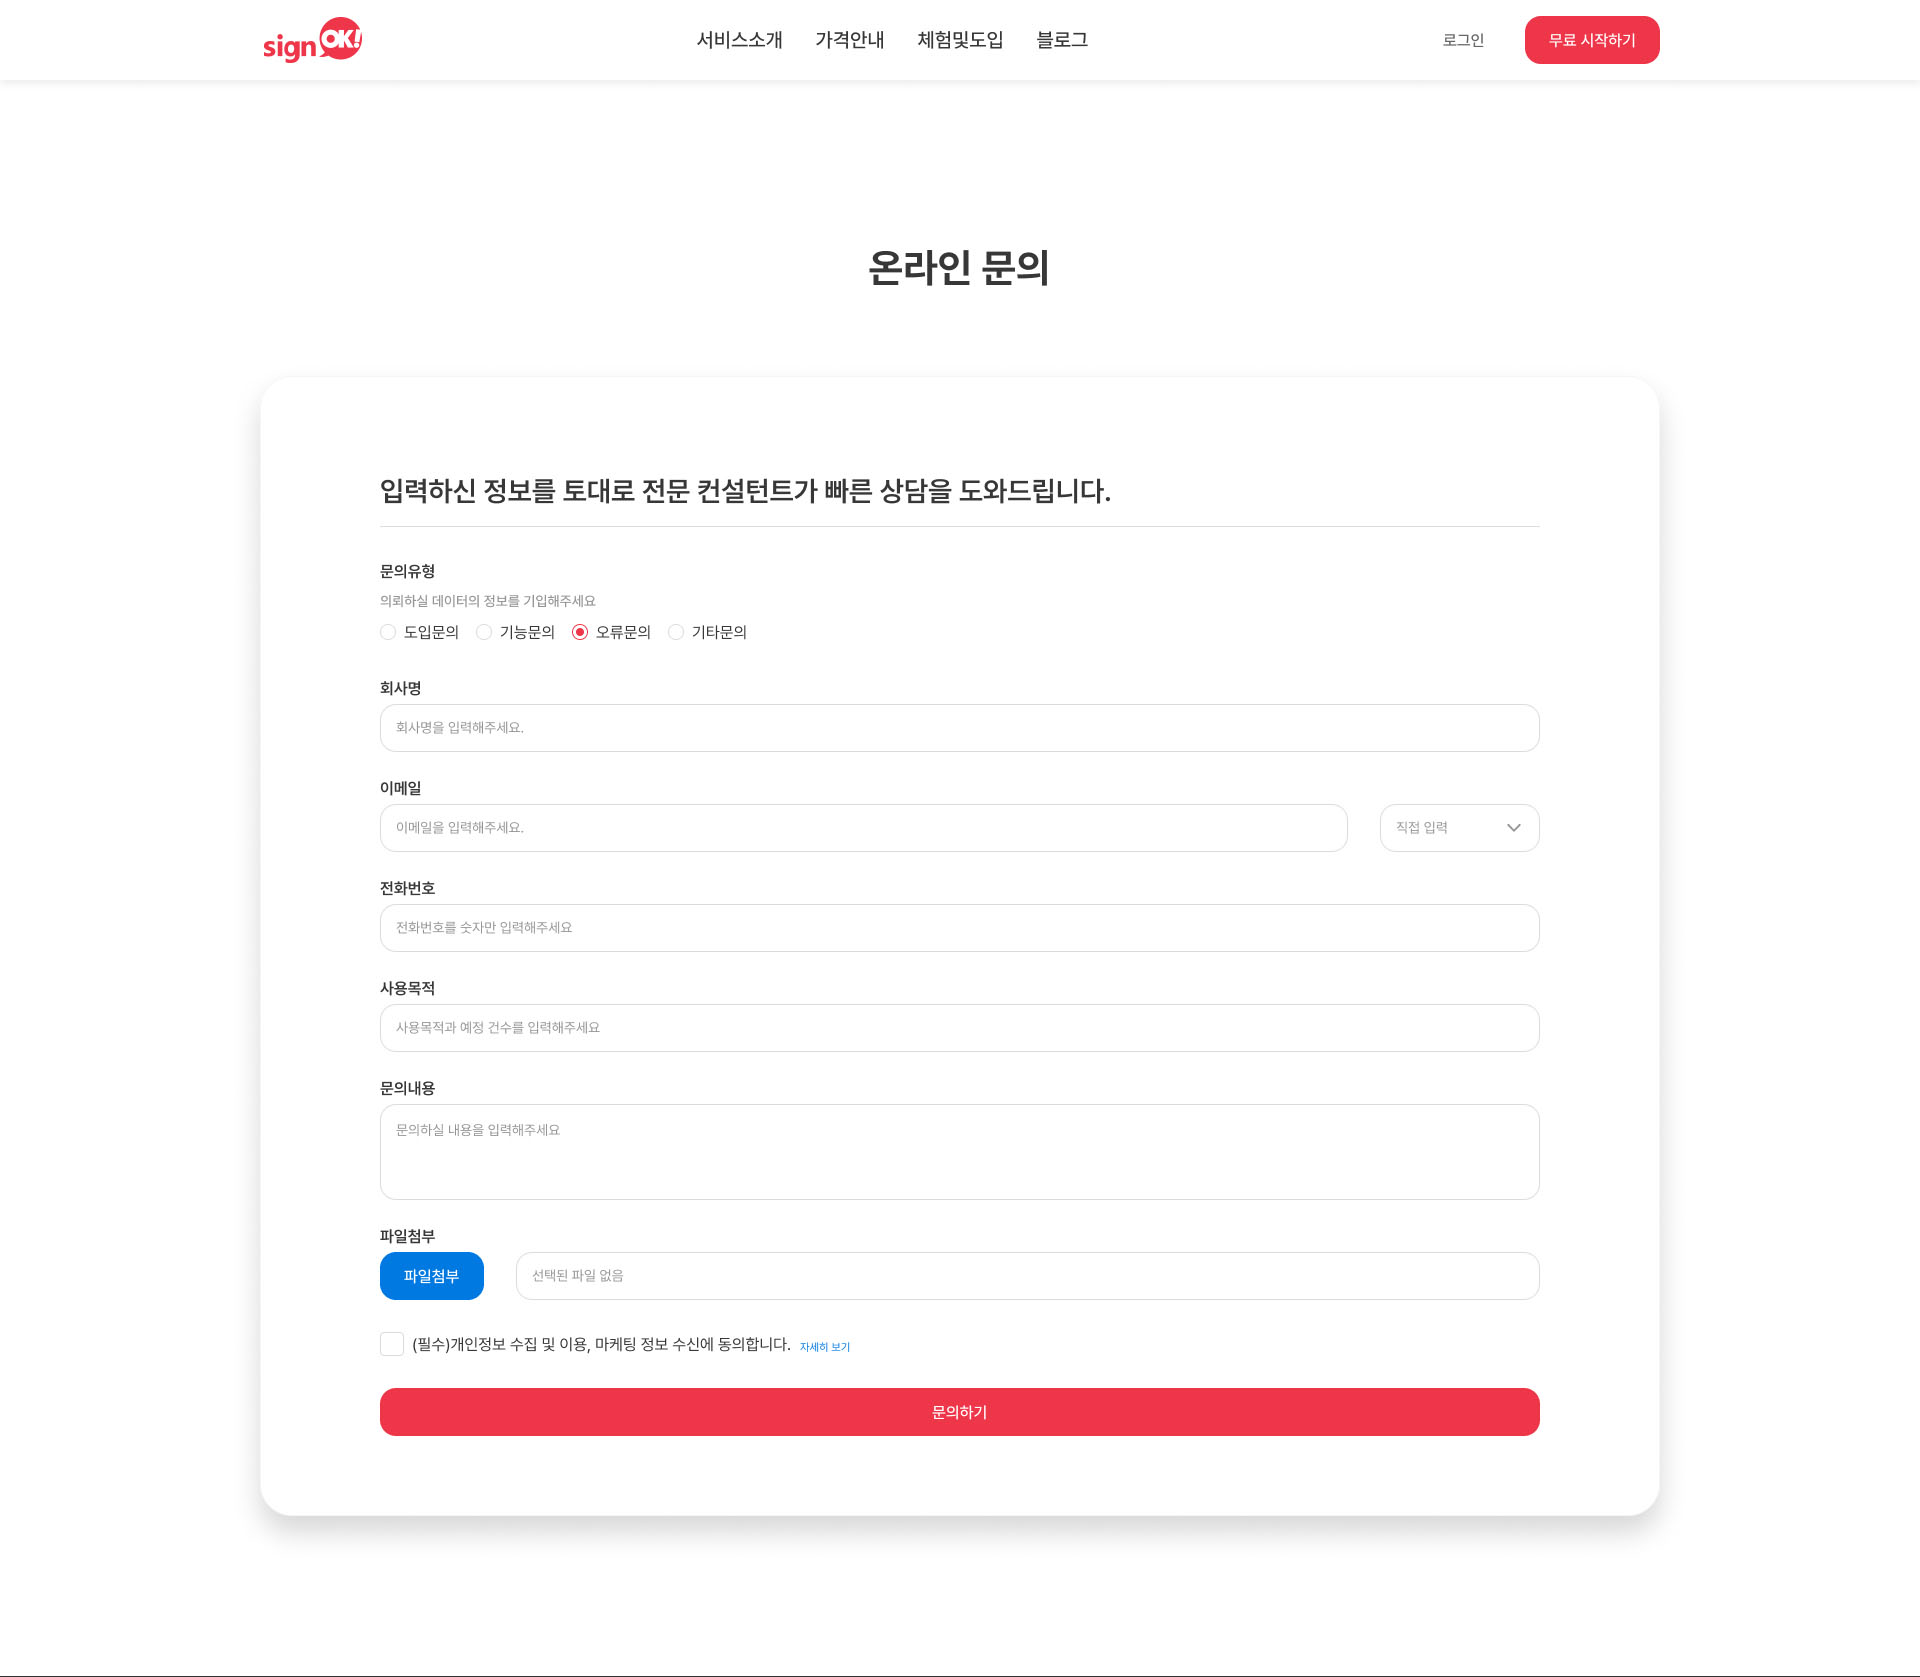 sign OK!
서비스소개 가격안내 체험및도입 블로그
로그인
무료 시작하기
온라인 문의
입력하신 정보를 토대로 전문 컨설턴트가 빠른 상담을 도와드립니다.
문의유형
의뢰하실 데이터의 정보를 기입해주세요
도입문의 기능문의 오류문의 기타문의
회사명
회사명을 입력해주세요.
이메일
이메일을 입력해주세요.
직접 입력
전화번호
전화번호를 숫자만 입력해주세요
사용목적
사용목적과 예정 건수를 입력해주세요
문의내용
문의하실 내용을 입력해주세요
파일첨부
파일첨부
선택된 파일 없음
(필수)개인정보 수집 및 이용, 마케팅 정보 수신에 동의합니다. 자세히 보기
문의하기